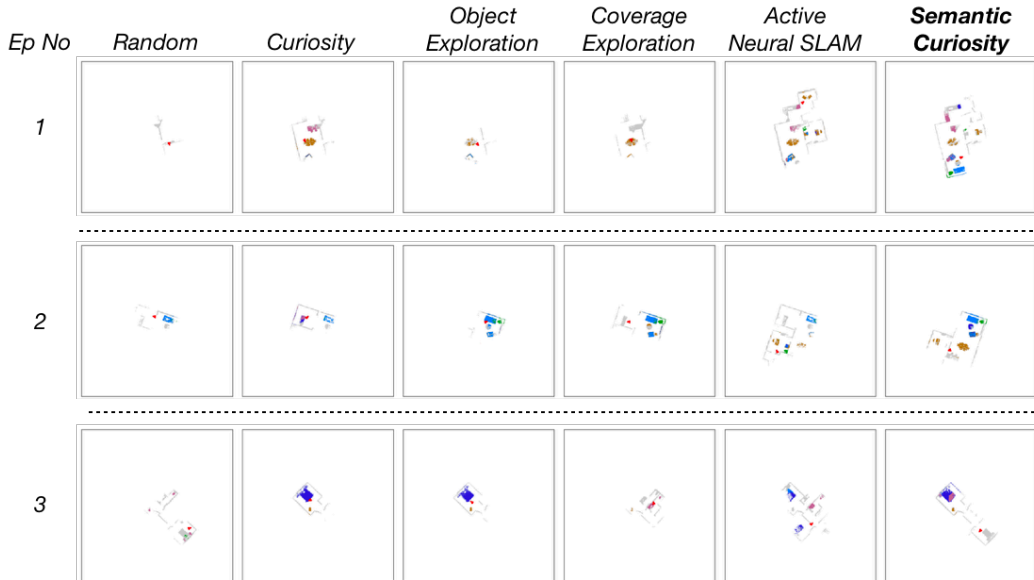 Ep No
Random
Curiosity
Object
Exploration
Coverage
Exploration
Active
Neural SLAM
Semantic
Curiosity
1
2
3